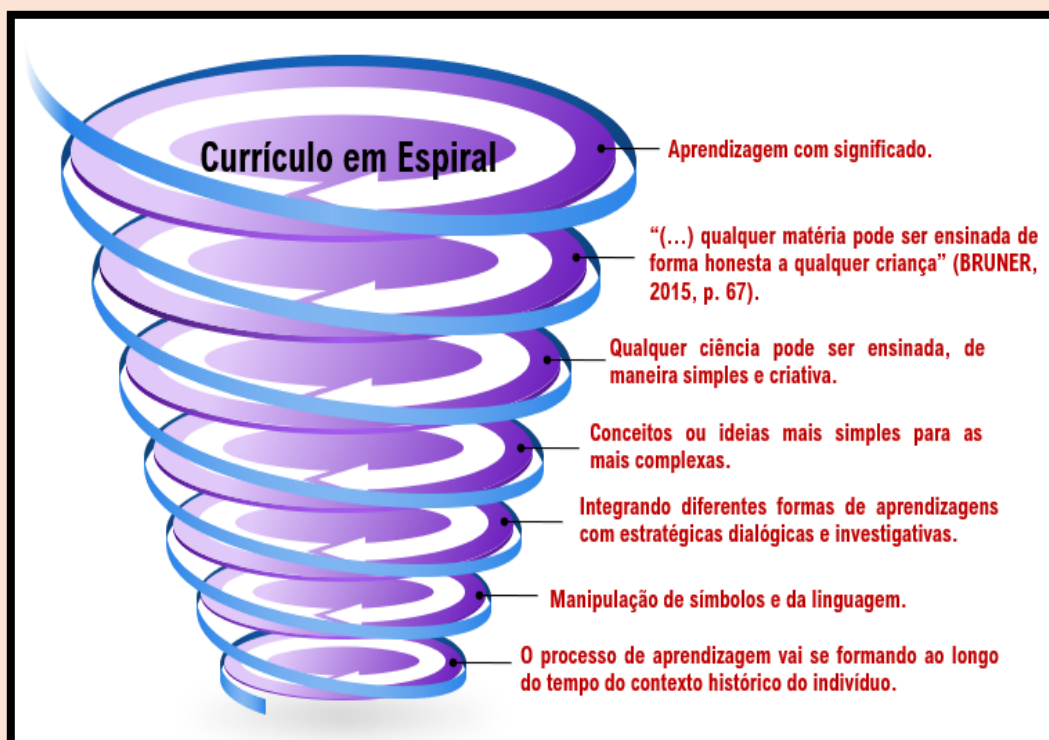 Currículo em Espiral
Aprendizagem com significado.
“(…) qualquer matéria pode ser ensinada de
forma honesta a qualquer criança” (BRUNER,
2015, p. 67).
Qualquer ciência pode ser ensinada, de
maneira simples e criativa.
Conceitos ou ideias mais simples para as
mais complexas.
Integrando diferentes formas de aprendizagens
com estratégicas dialógicas e investigativas.
Manipulação de símbolos e da linguagem.
O processo de aprendizagem vai se formando ao longo
do tempo do contexto histórico do indivíduo.